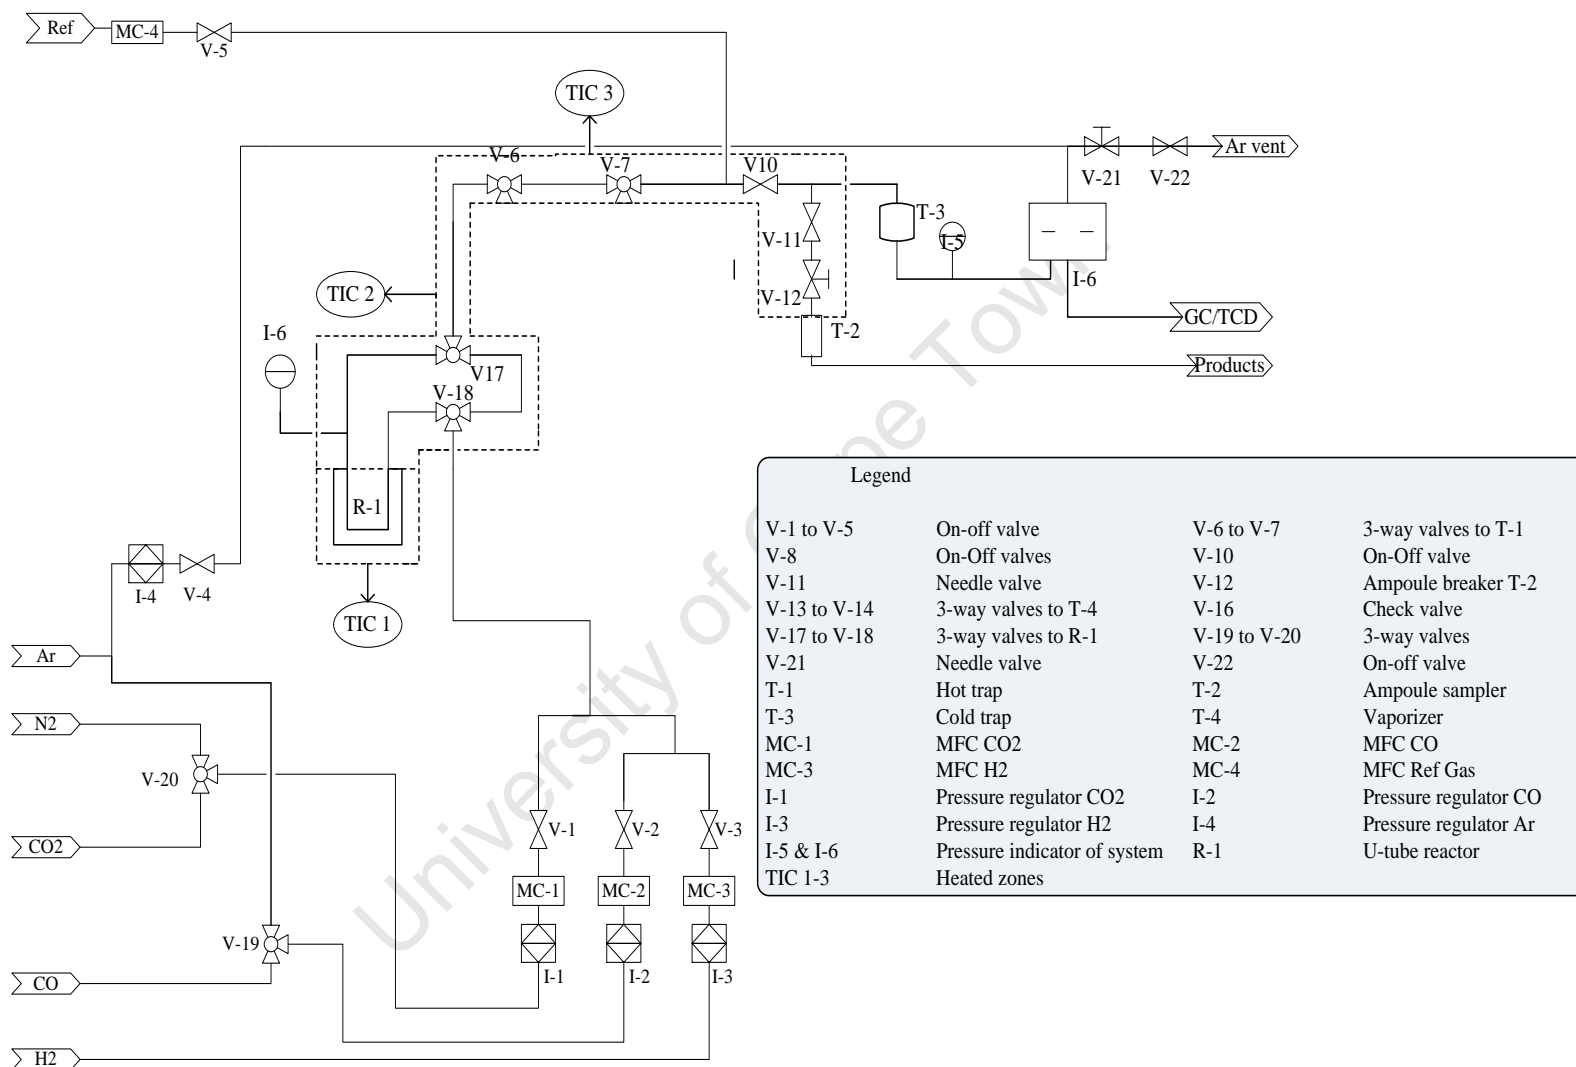 Ref
MC-4
V-5
TIC 3
V-6
V-7
V10
V-21
V-22
Ar vent
T-3
I-5
V-11
V-12
I-6
TIC 2
GC/TCD
I-6
T-2
V17
Products
V-18
R-1
I-4
V-4
TIC 1
Ar
N2
V-20
CO2
V-1
V-2
V-3
MC-1
MC-2
MC-3
V-19
I-1
I-2
I-3
CO
H2
University of Cape Town
Legend
V-1 to V-5 On-off valve V-6 to V-7 3-way valves to T-1
V-8 On-Off valves V-10 On-Off valve
V-11 Needle valve V-12 Ampoule breaker T-2
V-13 to V-14 3-way valves to T-4 V-16 Check valve
V-17 to V-18 3-way valves to R-1 V-19 to V-20 3-way valves
V-21 Needle valve V-22 On-off valve
T-1 Hot trap T-2 Ampoule sampler
T-3 Cold trap T-4 Vaporizer
MC-1 MFC CO2 MC-2 MFC CO
MC-3 MFC H2 MC-4 MFC Ref Gas
I-1 Pressure regulator CO2 I-2 Pressure regulator CO
I-3 Pressure regulator H2 I-4 Pressure regulator Ar
I-5 & I-6 Pressure indicator of system R-1 U-tube reactor
TIC 1-3 Heated zones